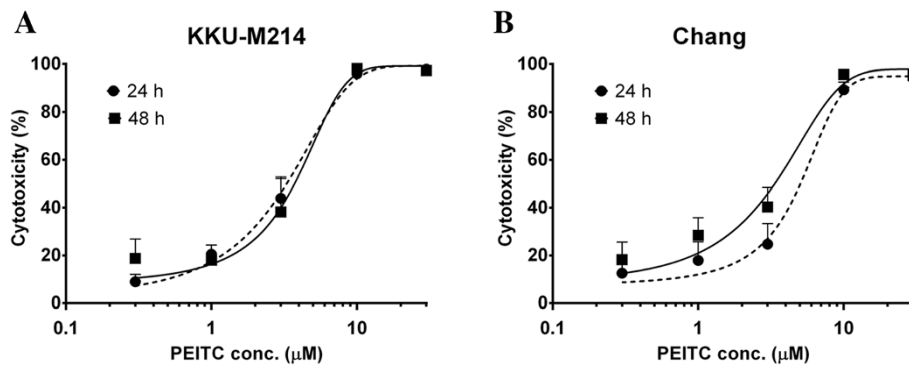 A
KKU-M214
Cytotoxicity (%)
100
80
60
40
20
0
24 h
48 h
0.1
1
10
PEITC conc. (μM)
B
Chang
Cytotoxicity (%)
100
80
60
40
20
0
24 h
48 h
0.1
1
10
PEITC conc. (μM)